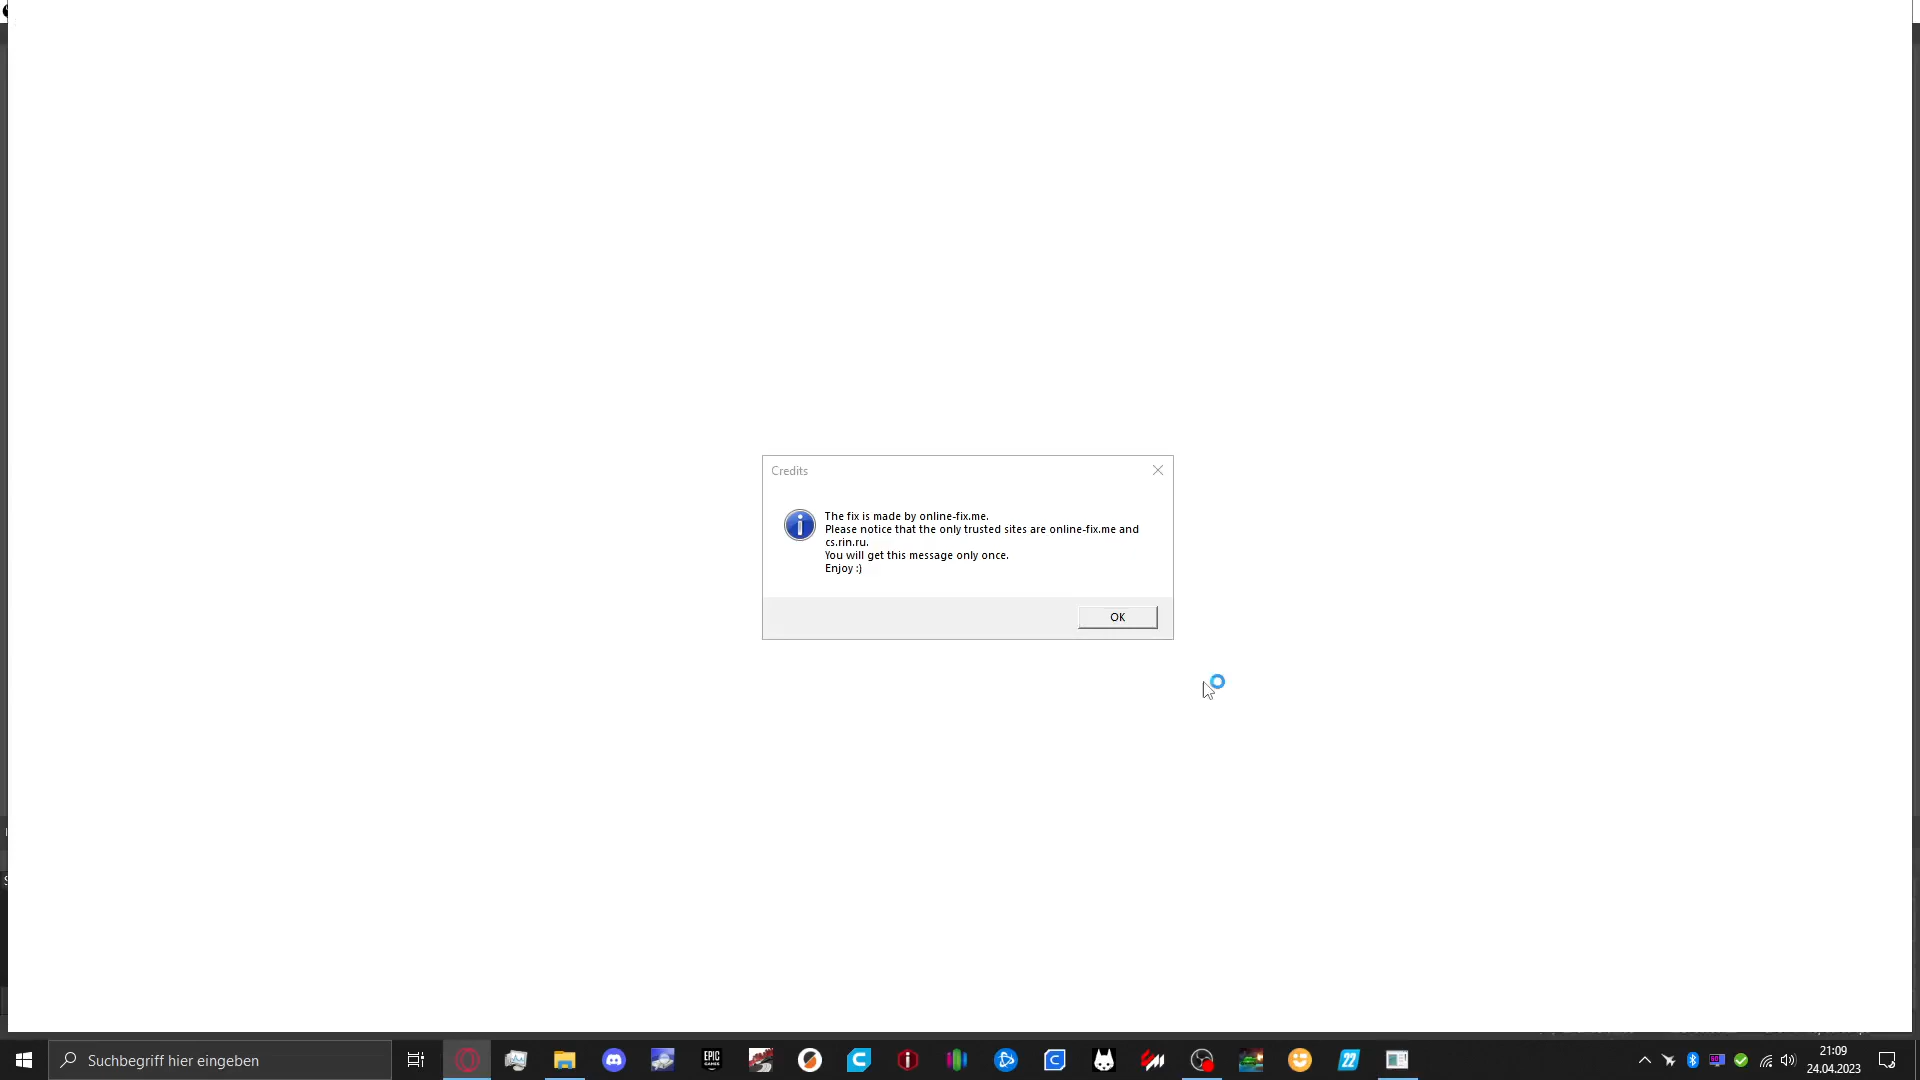 Credits
The fix is made by online-fix.me.
Please notice that the only trusted sites are online-fix.me and
cs.rin.ru.
You will get this message only once.
Enjoy :)
OK
Suchbegriff hier eingeben
EPIC
GAMES
22
21:09
24.04.2023